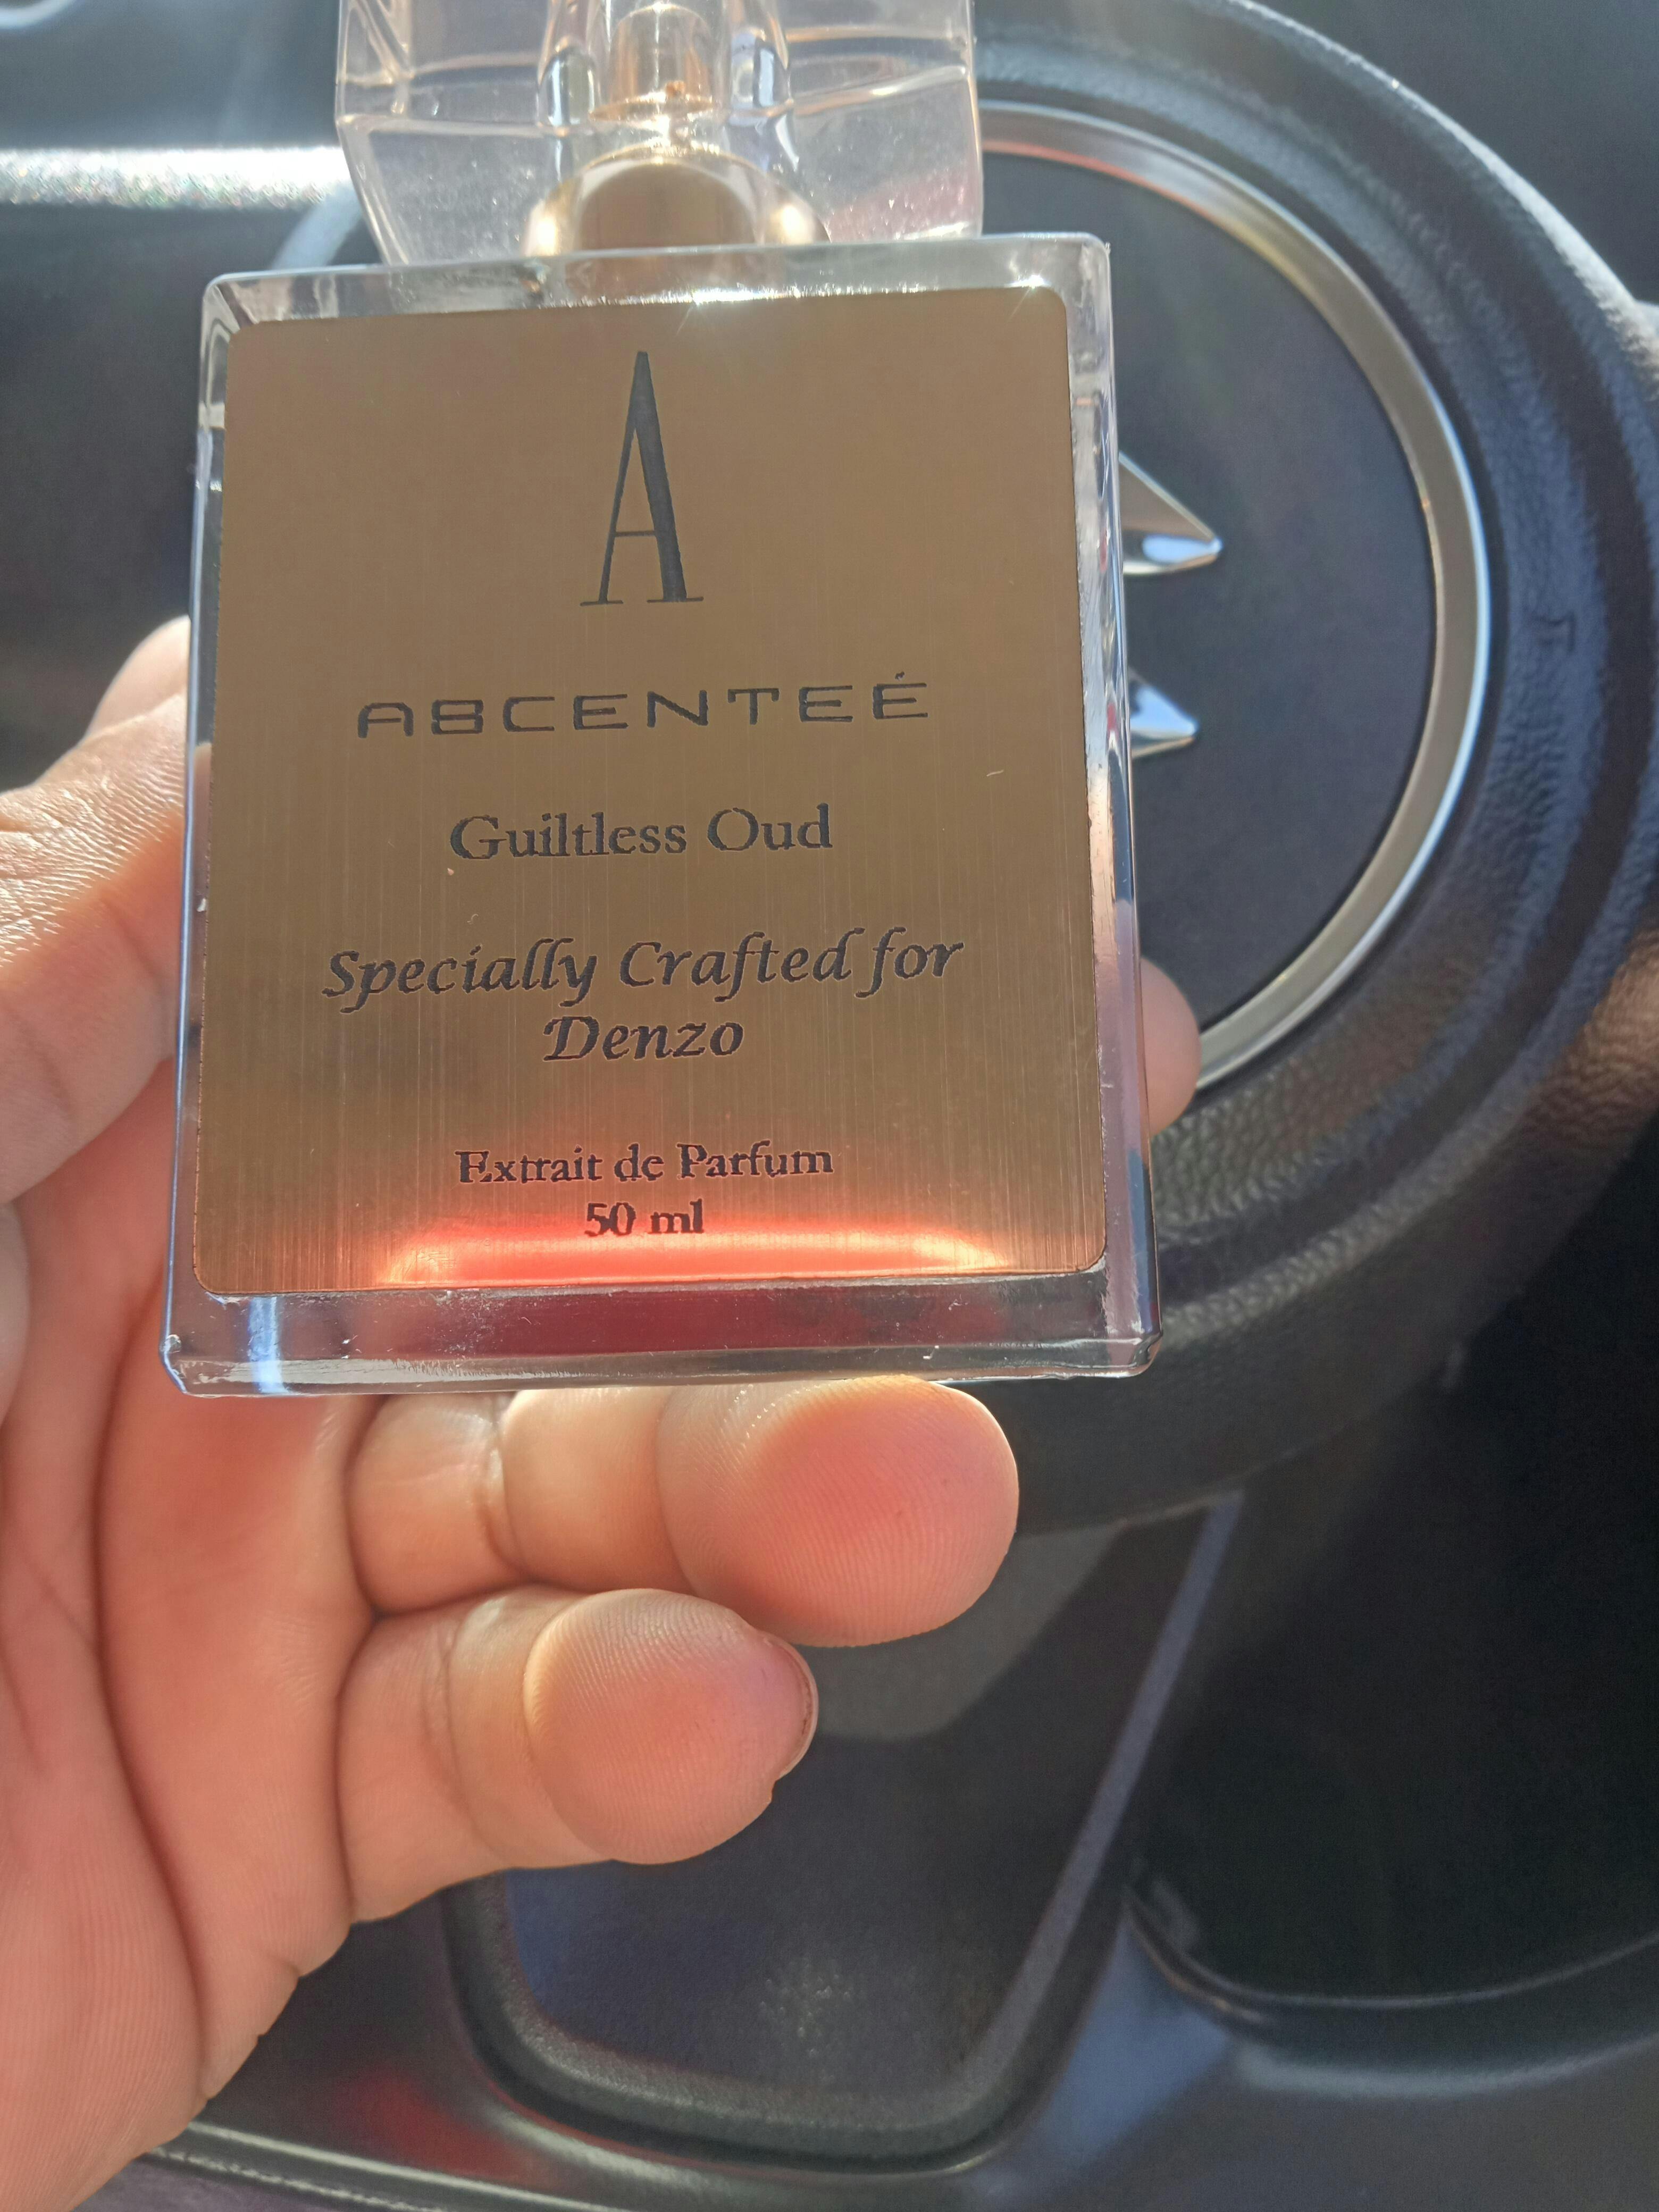 A
ABCENTEÉ
Guiltless Oud
Specially Crafted for
Denzo
Extrait de Parfum
50 ml